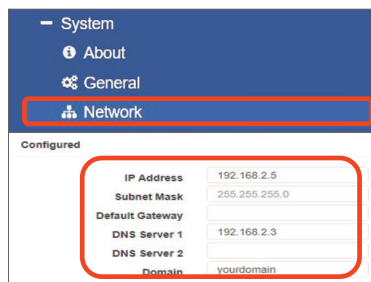 − System
About
General
Network
Configured
IP Address 192.168.2.5
Subnet Mask 255.255.255.0
Default Gateway
DNS Server 1 192.168.2.3
DNS Server 2
Domain yourdomain